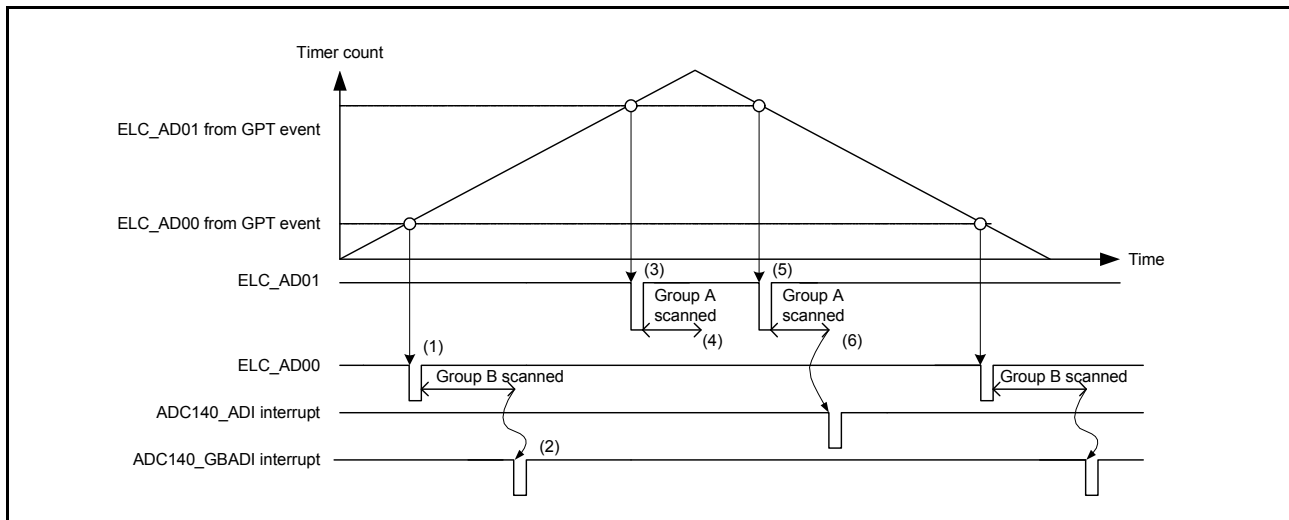 Timer count
ELC_AD01 from GPT event
ELC_AD00 from GPT event
Time
ELC_AD01
(3)
(5)
Group A
scanned
Group A
scanned
(4)
(6)
ELC_AD00
(1)
Group B scanned
Group B scanned
ADC140_ADI interrupt
ADC140_GBADI interrupt
(2)